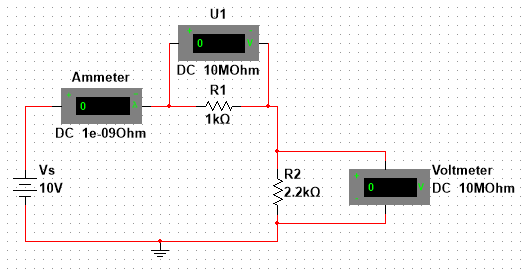 U1
+ -
0 V
DC 10MOhm
Ammeter
+ -
0 A
DC 1e-09Ohm
R1
1kΩ
Vs
10V
R2
2.2kΩ
Voltmeter
+
0 V
-
DC 10MOhm